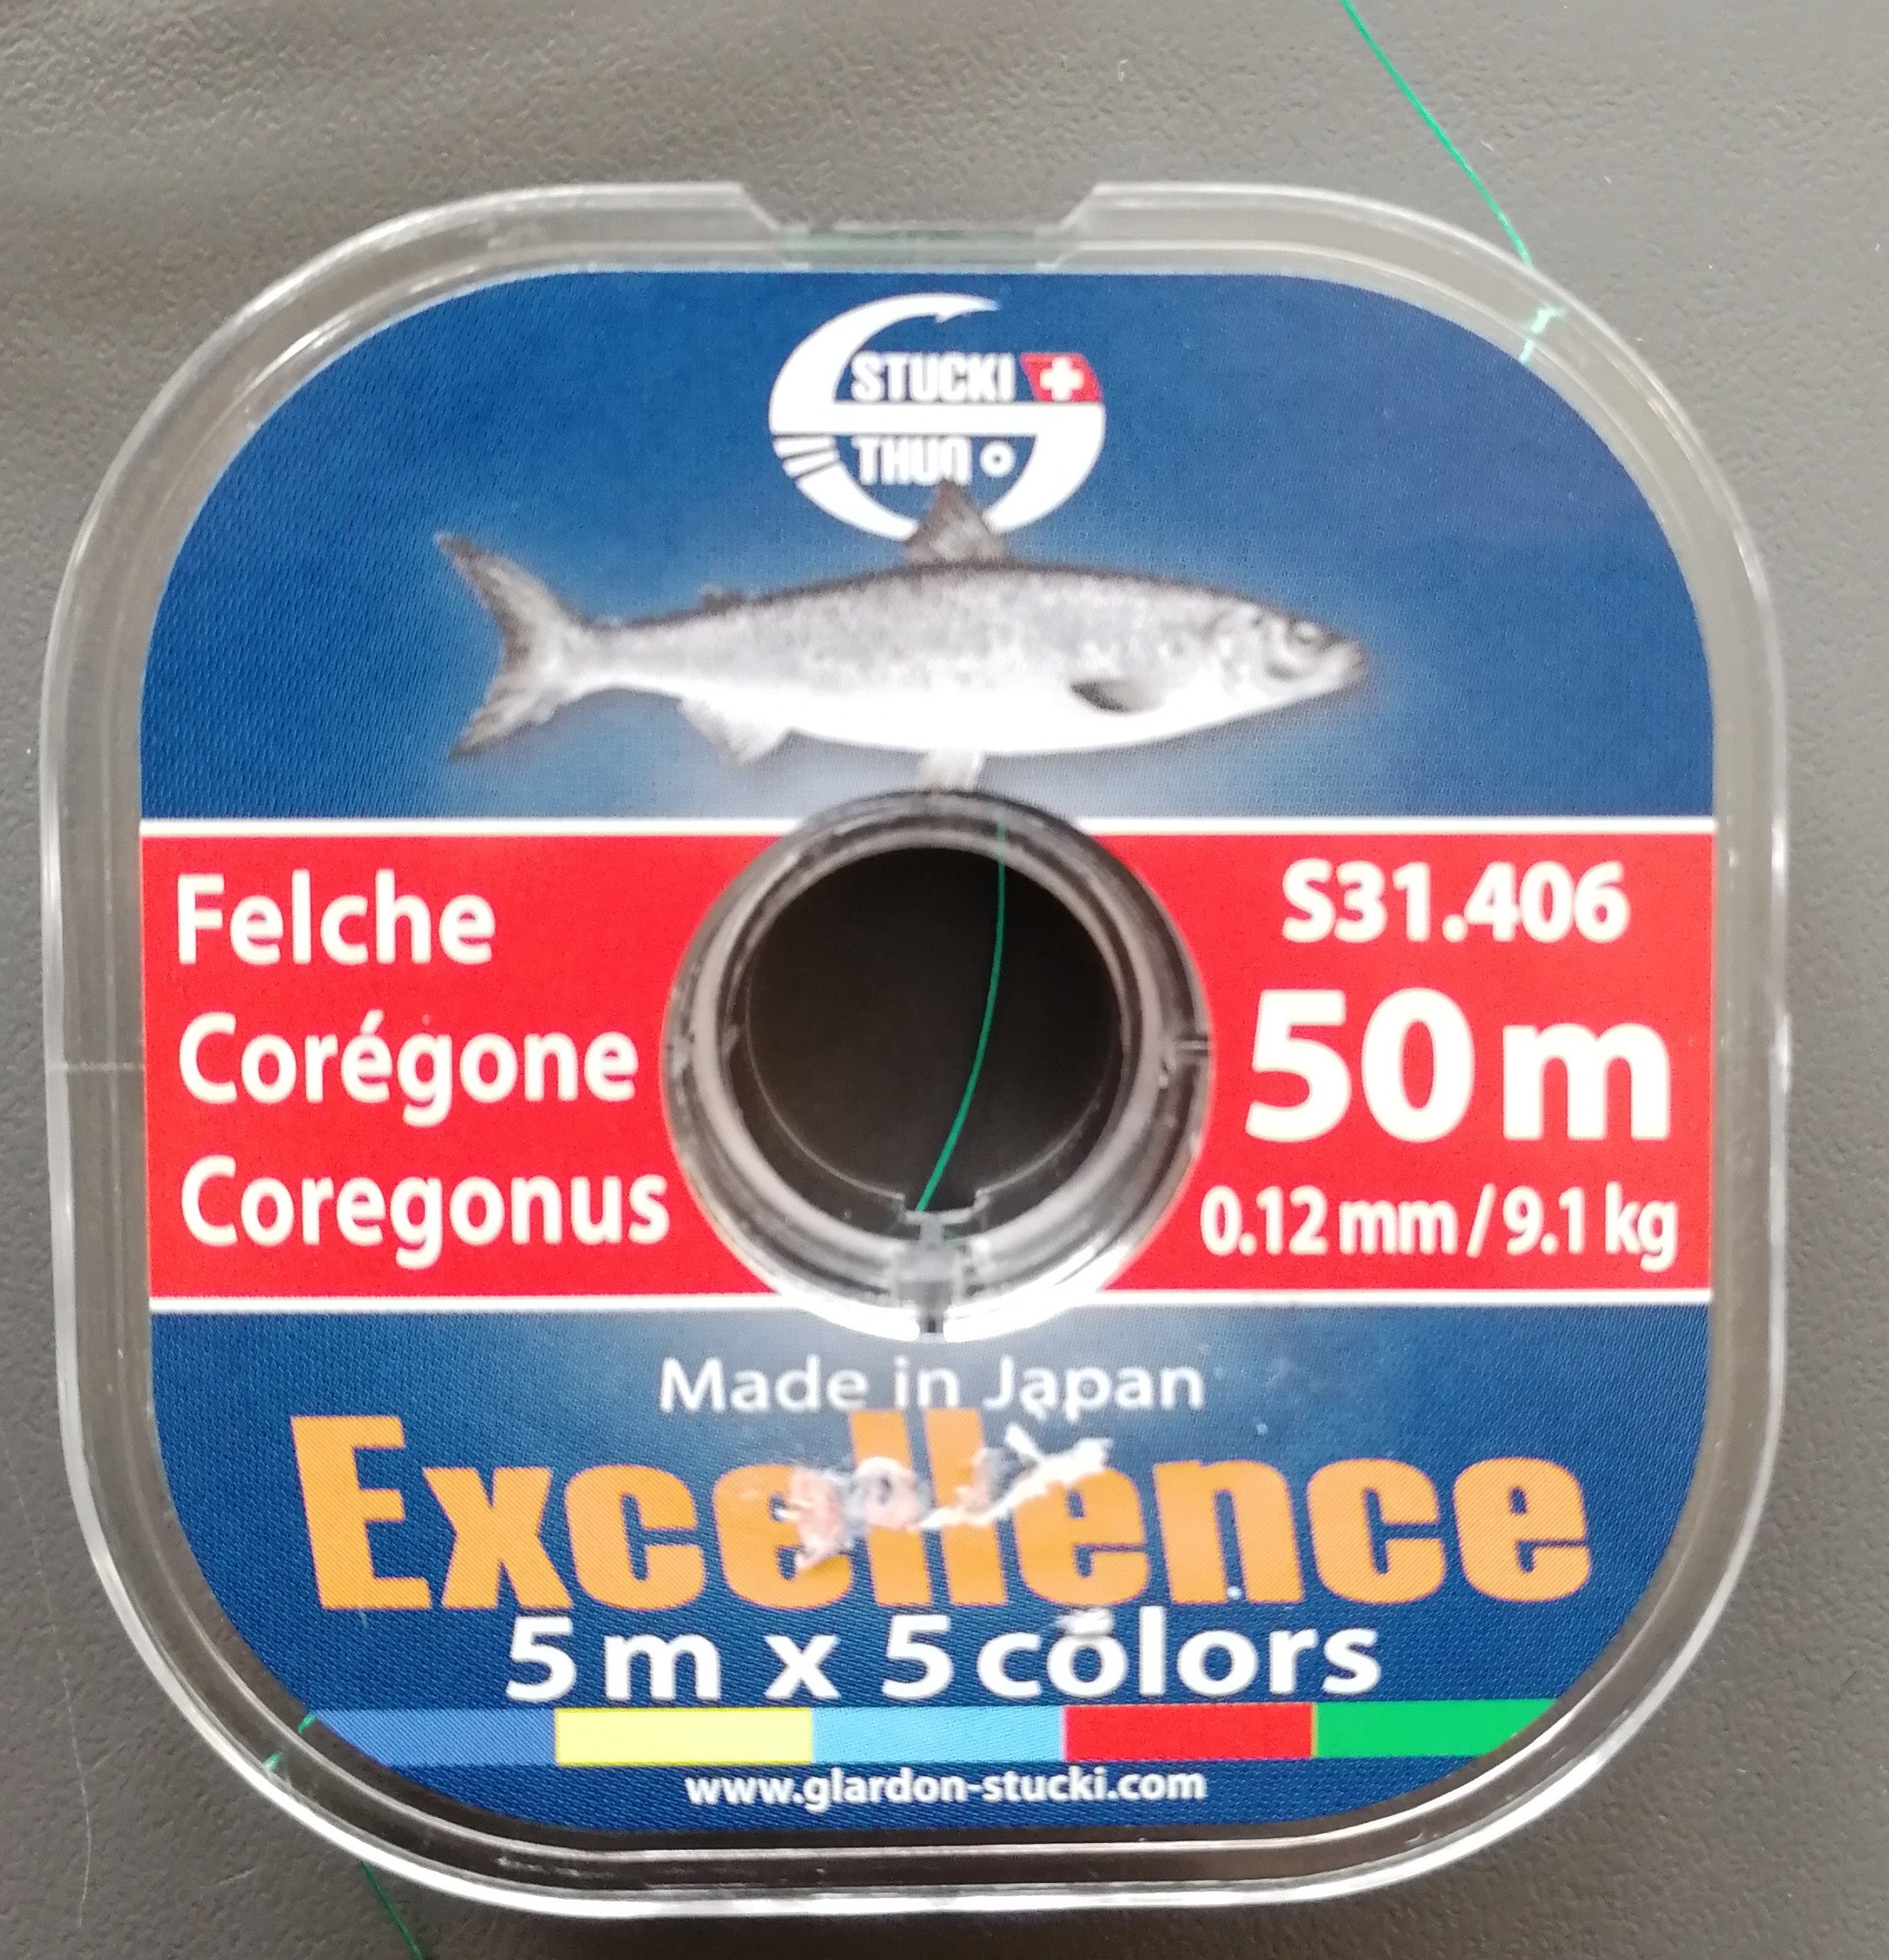 STUCKI
THUN
Felche
Corégone
Coregonus
S31.406
50 m
0.12 mm / 9.1 kg
Made in Japan
Excellence
5 m x 5 colors
www.glardon-stucki.com